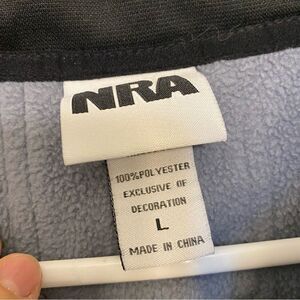 NRA
100%POLYESTER
EXCLUSIVE OF
DECORATION
L
MADE IN CHINA